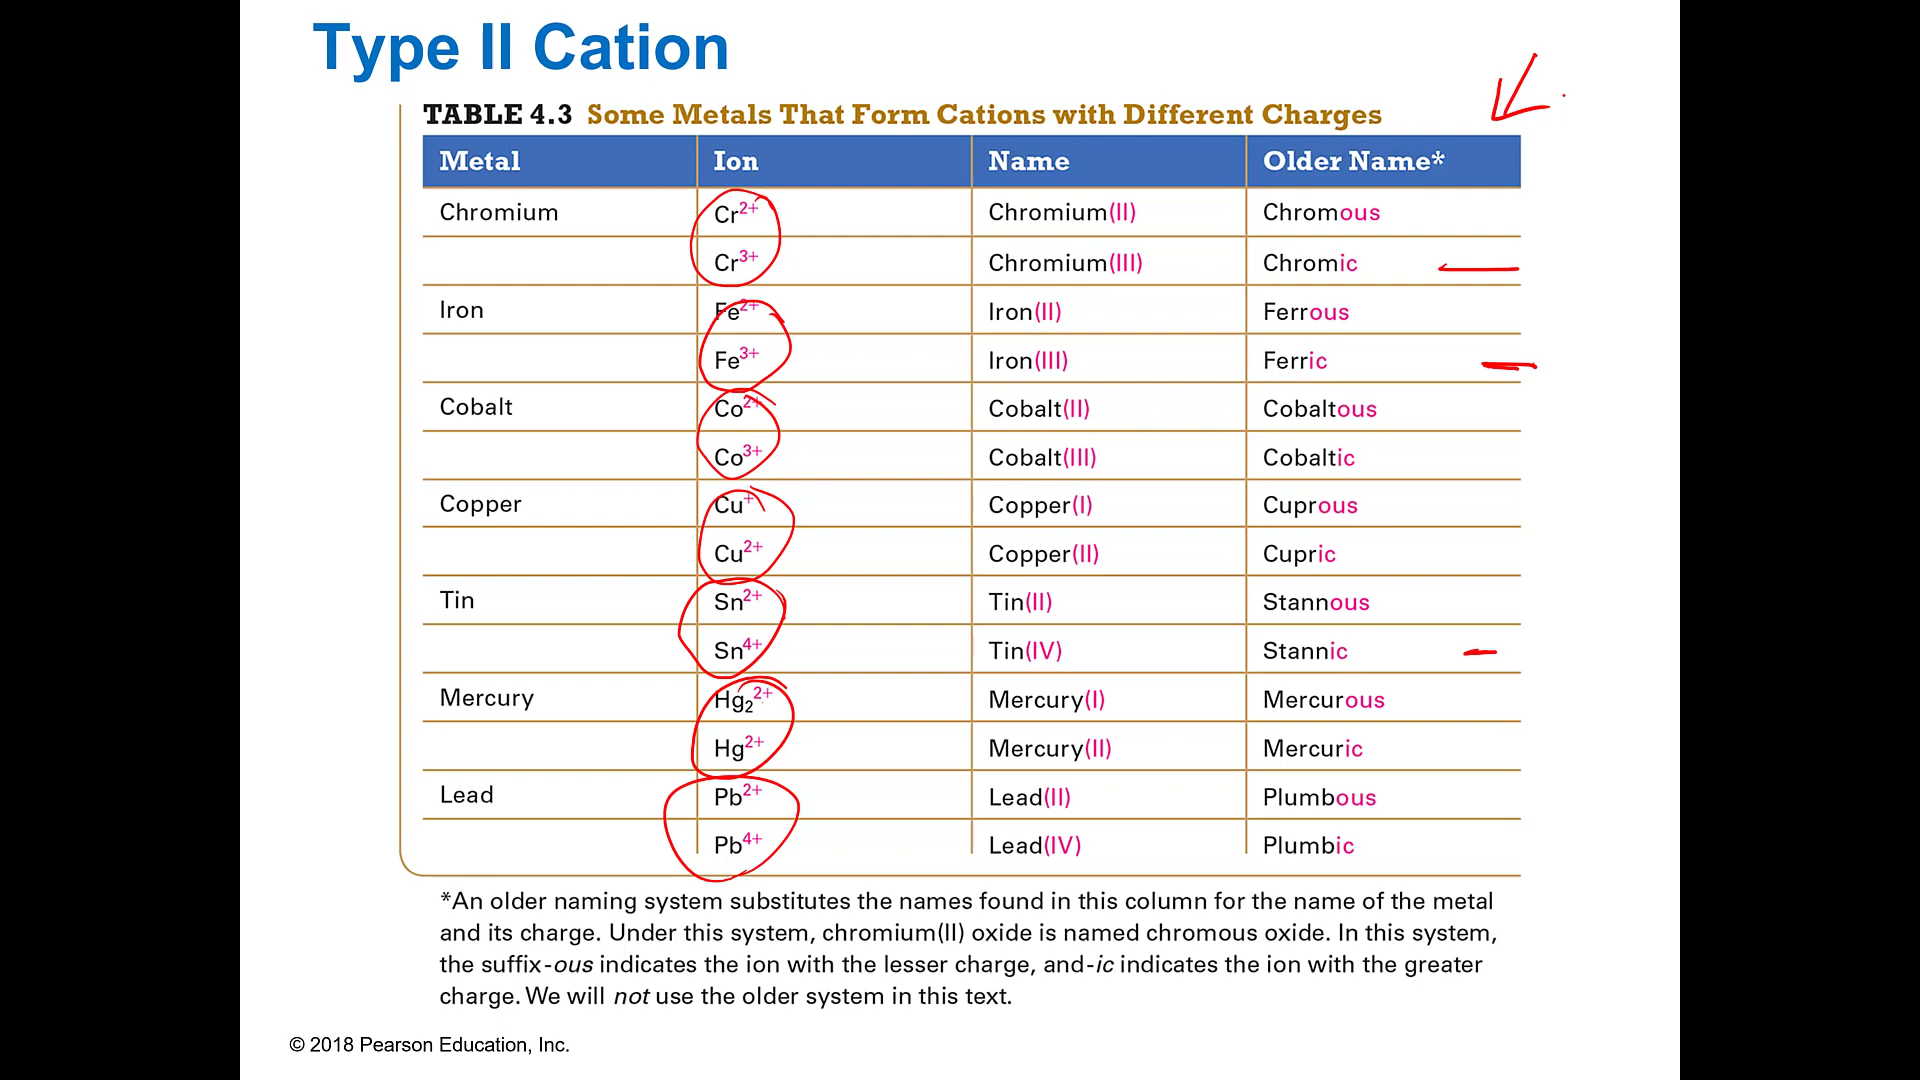 Type II Cation
TABLE 4.3 Some Metals That Form Cations with Different Charges
Metal Ion Name Older Name*
Chromium Cr2+ Chromium(II) Chromous
Cr3+ Chromium(III) Chromic
Iron Fe2+ Iron(II) Ferrous
Fe3+ Iron(III) Ferric
Cobalt Co2+ Cobalt(II) Cobaltous
Co3+ Cobalt(III) Cobaltic
Copper Cu+ Copper(I) Cuprous
Cu2+ Copper(II) Cupric
Tin Sn2+ Tin(II) Stannous
Sn4+ Tin(IV) Stannic
Mercury Hg₂2+ Mercury(I) Mercurous
Hg2+ Mercury(II) Mercuric
Lead Pb2+ Lead(II) Plumbous
Pb4+ Lead(IV) Plumbic
*An older naming system substitutes the names found in this column for the name of the metal
and its charge. Under this system, chromium(II) oxide is named chromous oxide. In this system,
the suffix-ous indicates the ion with the lesser charge, and-ic indicates the ion with the greater
charge. We will not use the older system in this text.
© 2018 Pearson Education, Inc.